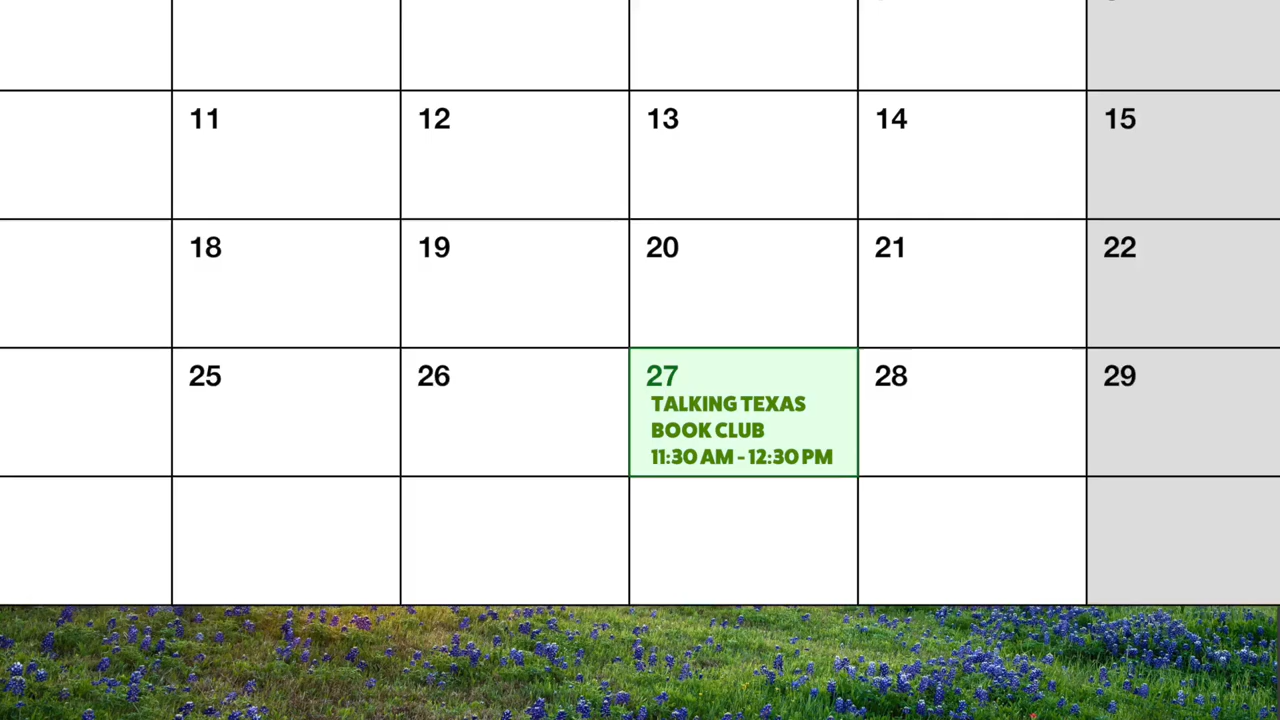 11 12 13 14 15
18 19 20 21 22
25 26 27 28 29
TALKING TEXAS
BOOK CLUB
11:30 AM - 12:30 PM